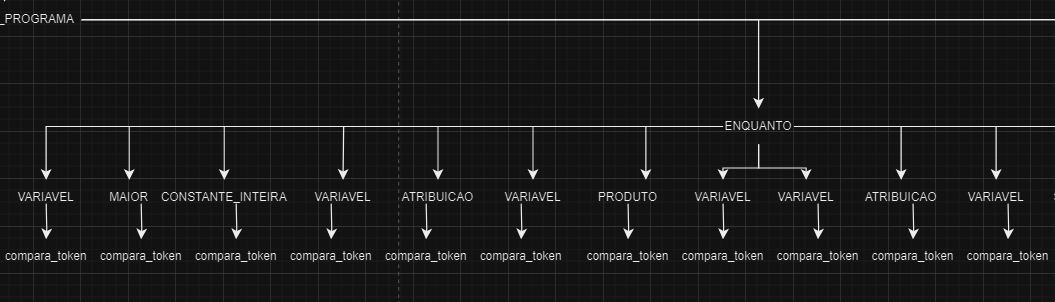 _PROGRAMA
ENQUANTO
VARIAVEL MAIOR CONSTANTE_INTEIRA VARIAVEL ATRIBUICAO VARIAVEL PRODUTO VARIAVEL VARIAVEL ATRIBUICAO VARIAVEL
compara_token compara_token compara_token compara_token compara_token compara_token compara_token compara_token compara_token compara_token compara_token